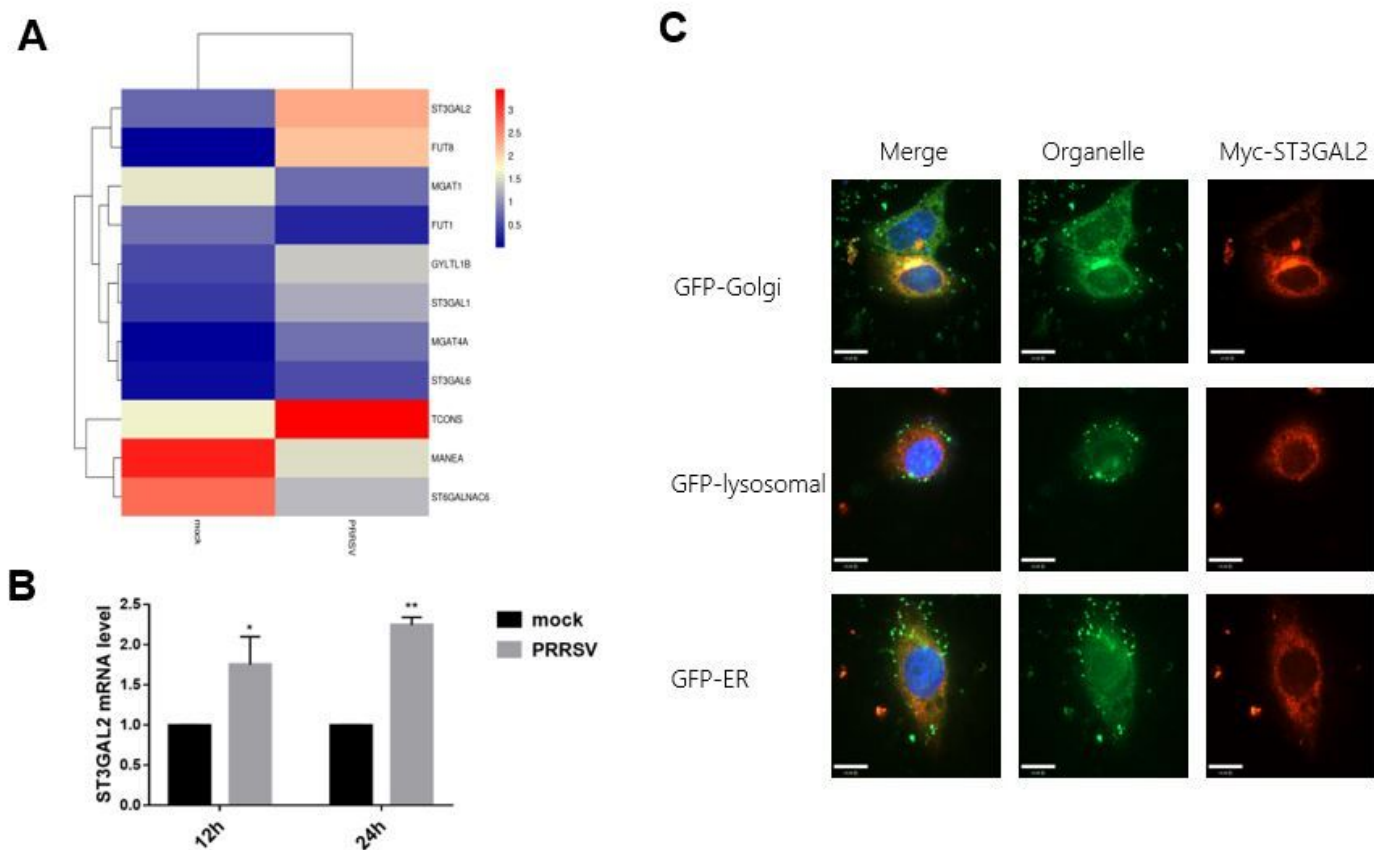 A
ST3GAL2
FUT8
MGAT1
FUT1
GYLTL1B
ST3GAL1
MGAT4A
ST3GAL6
TCONS
MANEA
ST6GALNAC6
mock
PRRSV
3
2.5
2
1.5
1
0.5
B
ST3GAL2 mRNA level
2.5
2.0
1.5
1.0
0.5
0.0
*
**
12h
24h
mock
PRRSV
C
Merge Organelle Myc-ST3GAL2
GFP-Golgi
GFP-lysosomal
GFP-ER